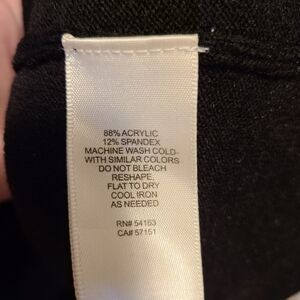 88% ACRYLIC
12% SPANDEX
MACHINE WASH COLD-
WITH SIMILAR COLORS
DO NOT BLEACH
RESHAPE,
FLAT TO DRY
COOL IRON
AS NEEDED
RN# 54163
CA# 57151